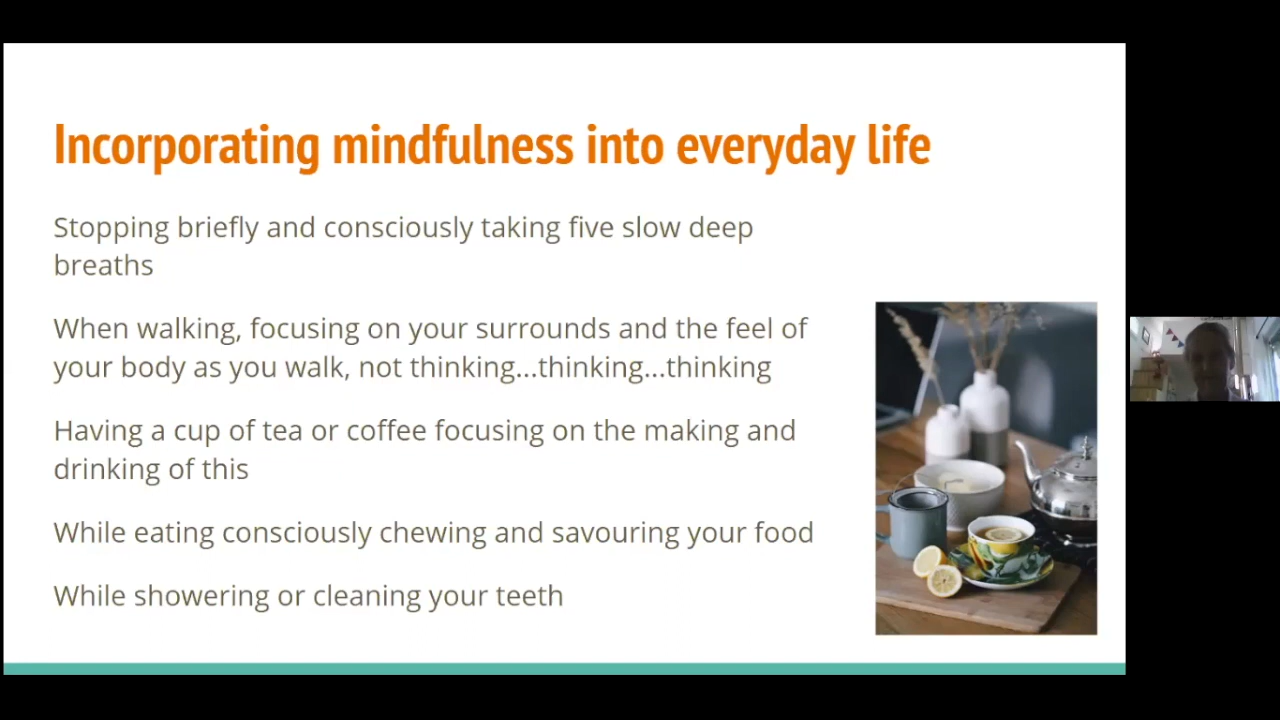 Incorporating mindfulness into everyday life
Stopping briefly and consciously taking five slow deep
breaths
When walking, focusing on your surrounds and the feel of
your body as you walk, not thinking...thinking...thinking
Having a cup of tea or coffee focusing on the making and
drinking of this
While eating consciously chewing and savouring your food
While showering or cleaning your teeth